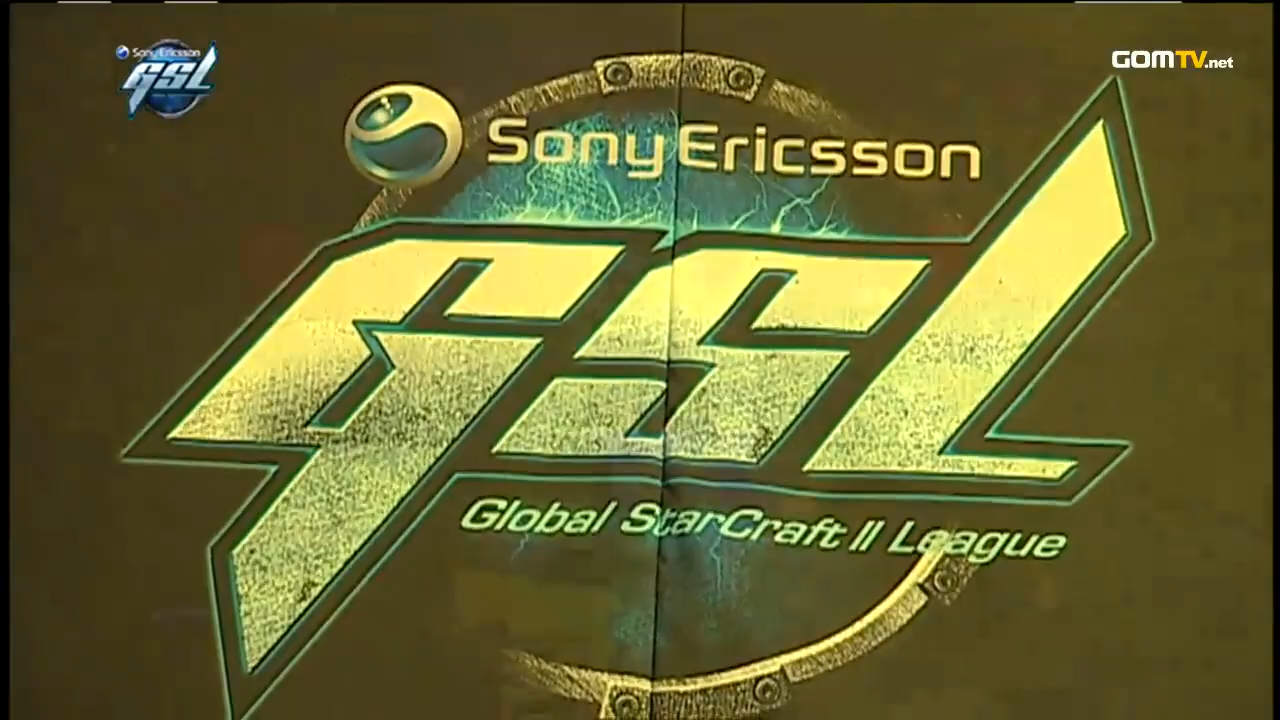 Sony Ericsson
GSL
GOMTV.net
Sony Ericsson
GSL
Global StarCraft II League